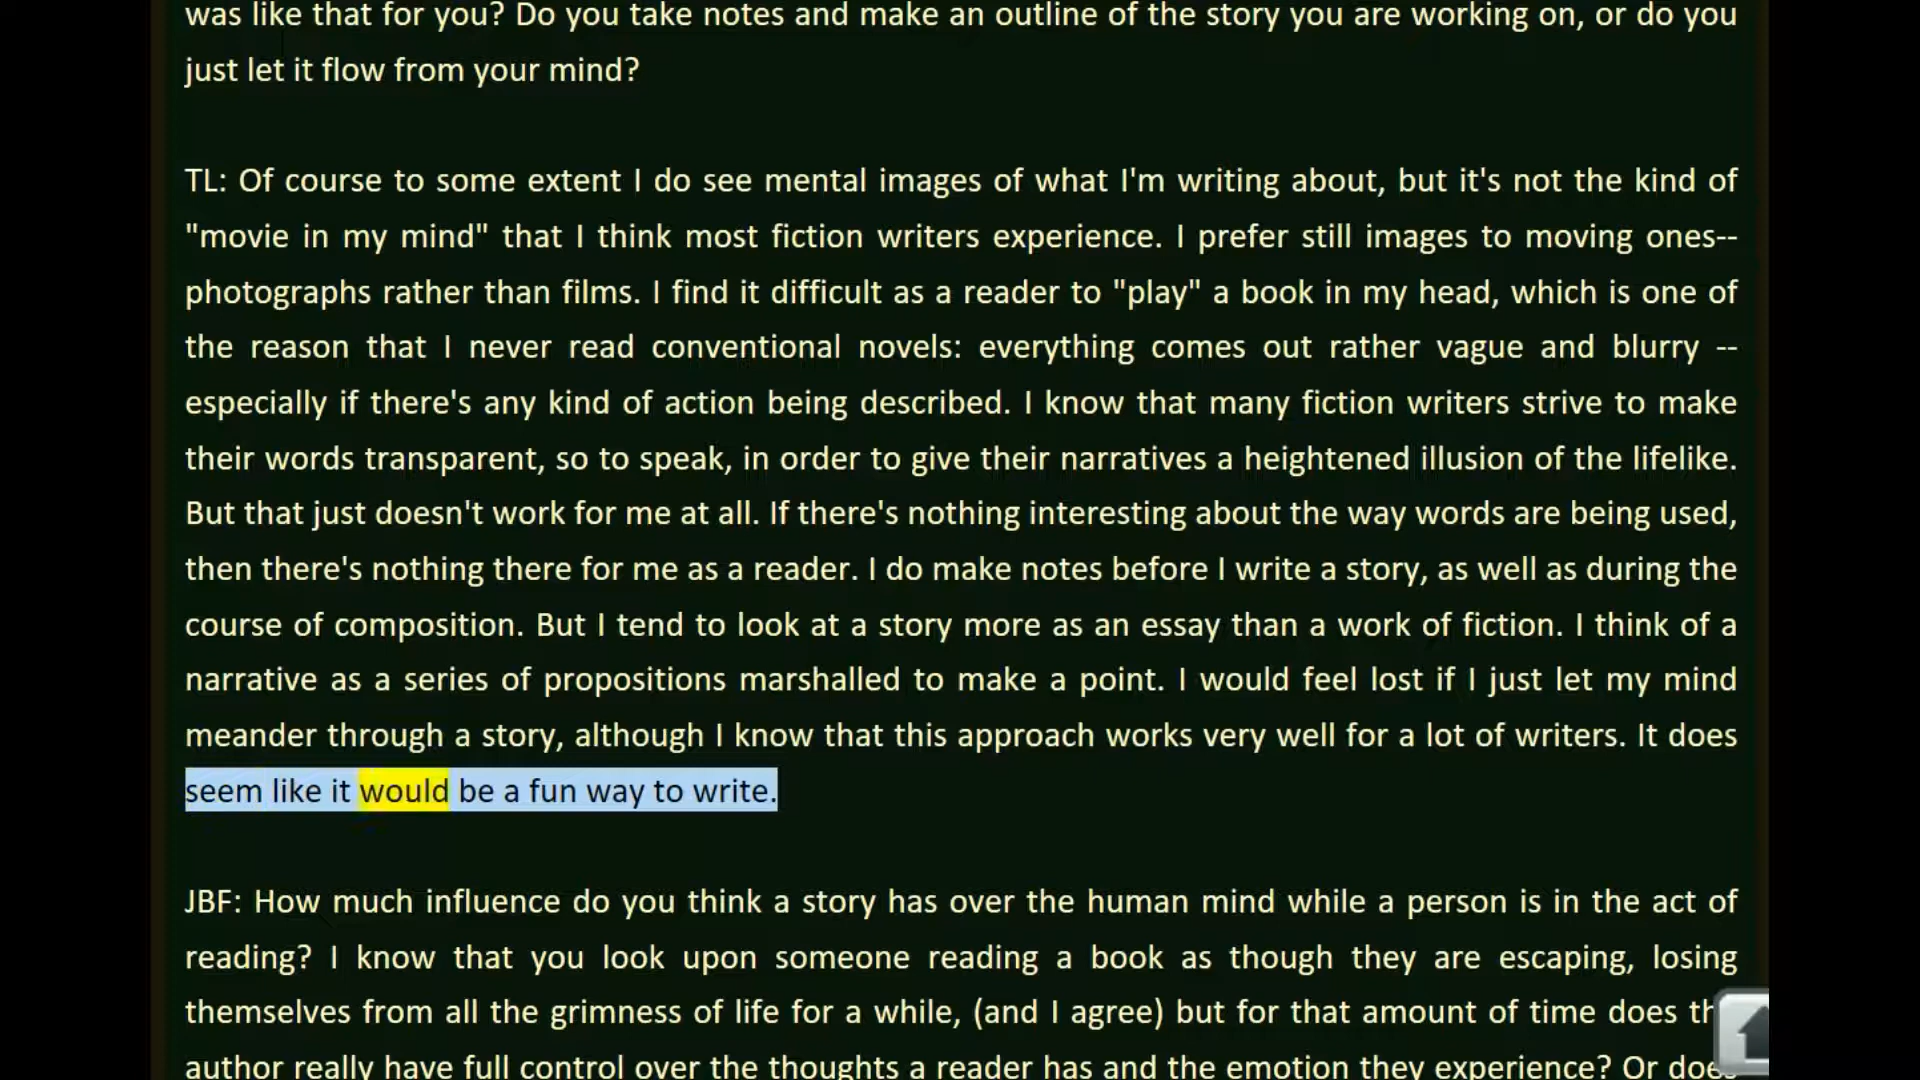 was like that for you? Do you take notes and make an outline of the story you are working on, or do you
just let it flow from your mind?
TL: Of course to some extent I do see mental images of what I'm writing about, but it's not the kind of
"movie in my mind" that I think most fiction writers experience. I prefer still images to moving ones--
photographs rather than films. I find it difficult as a reader to "play" a book in my head, which is one of
the reason that I never read conventional novels: everything comes out rather vague and blurry --
especially if there's any kind of action being described. I know that many fiction writers strive to make
their words transparent, so to speak, in order to give their narratives a heightened illusion of the lifelike.
But that just doesn't work for me at all. If there's nothing interesting about the way words are being used,
then there's nothing there for me as a reader. I do make notes before I write a story, as well as during the
course of composition. But I tend to look at a story more as an essay than a work of fiction. I think of a
narrative as a series of propositions marshalled to make a point. I would feel lost if I just let my mind
meander through a story, although I know that this approach works very well for a lot of writers. It does
seem like it would be a fun way to write.
JBF: How much influence do you think a story has over the human mind while a person is in the act of
reading? I know that you look upon someone reading a book as though they are escaping, losing
themselves from all the grimness of life for a while, (and I agree) but for that amount of time does
author really have full control over the thoughts a reader has and the emotion they experience? Or